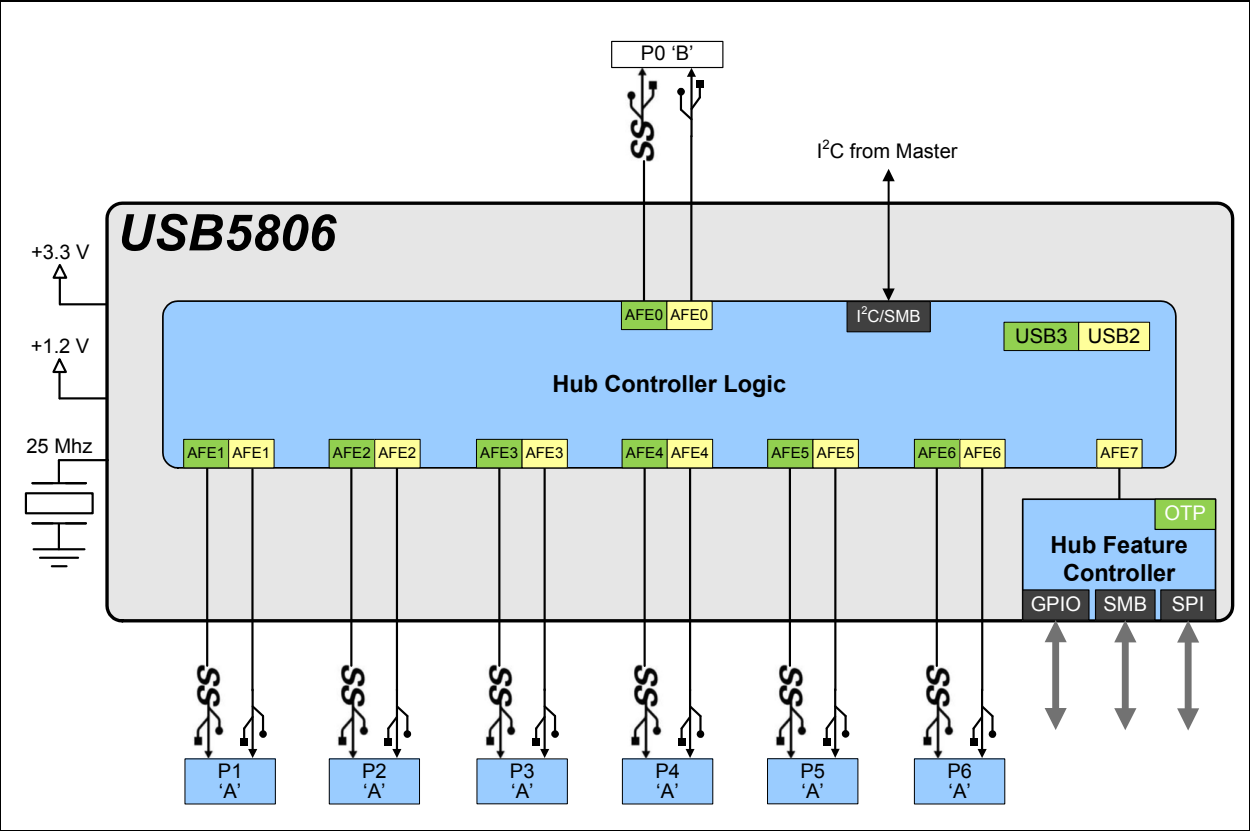 P0 ‘B’
SS
I²C from Master
USB5806
+3.3 V
AFE0 AFE0 I²C/SMB
USB3 USB2
+1.2 V
Hub Controller Logic
25 Mhz
AFE1 AFE1 AFE2 AFE2 AFE3 AFE3 AFE4 AFE4 AFE5 AFE5 AFE6 AFE6 AFE7
OTP
Hub Feature
Controller
GPIO SMB SPI
SS SS SS SS SS SS
P1 P2 P3 P4 P5 P6
‘A’ ‘A’ ‘A’ ‘A’ ‘A’ ‘A’